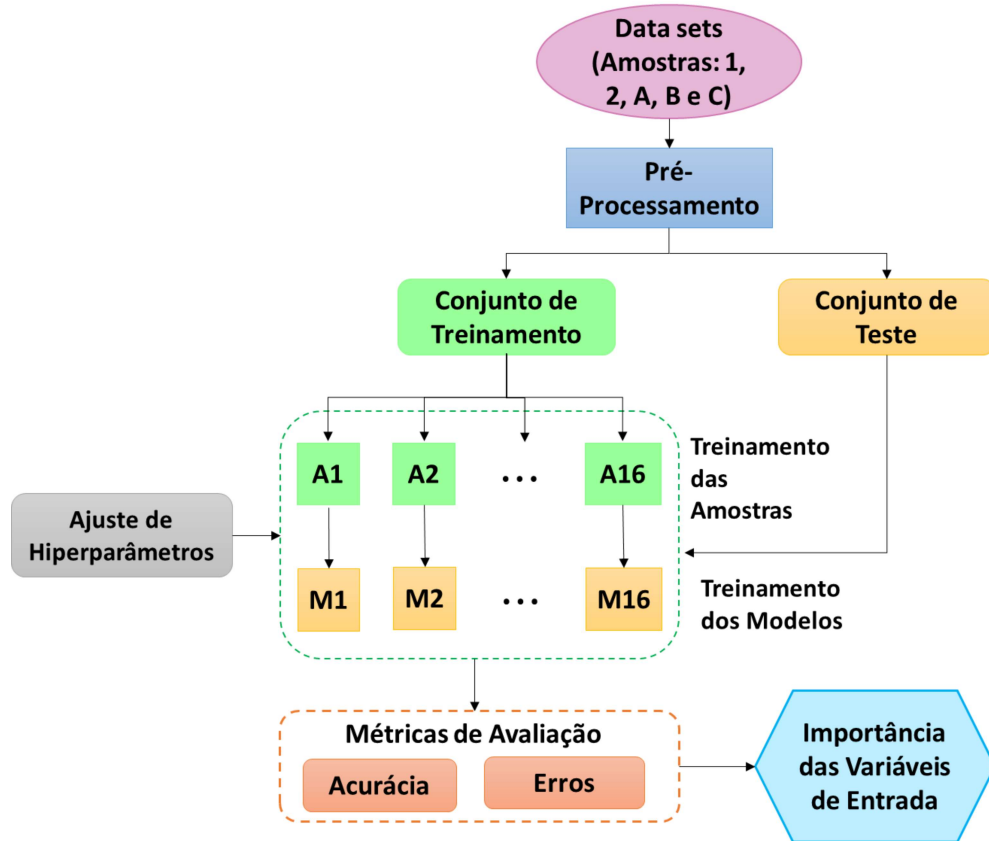 Data sets
(Amostras: 1,
2, A, B e C)
Pré-
Processamento
Conjunto de
Treinamento
Conjunto de
Teste
A1
A2
...
A16
Treinamento
das
Amostras
Ajuste de
Hiperparâmetros
M1
M2
...
M16
Treinamento
dos Modelos
Métricas de Avaliação
Acurácia
Erros
Importância
das Variáveis
de Entrada